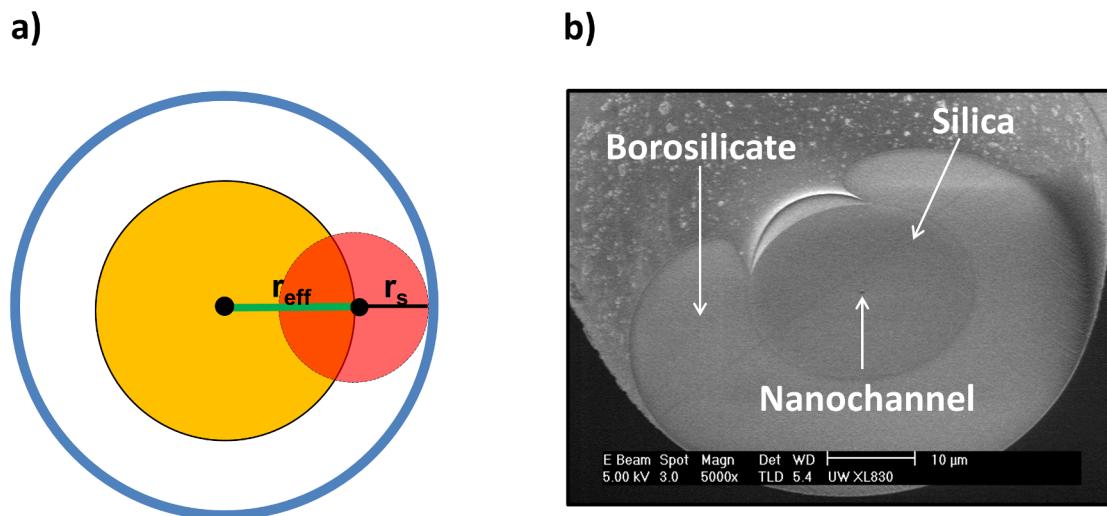 a)
r_eff
r_s
b)
Silica
Borosilicate
Nanochannel
E Beam Spot Magn Det WD 10 µm
5.00 kV 3.0 5000x TLD 5.4 UW XL830